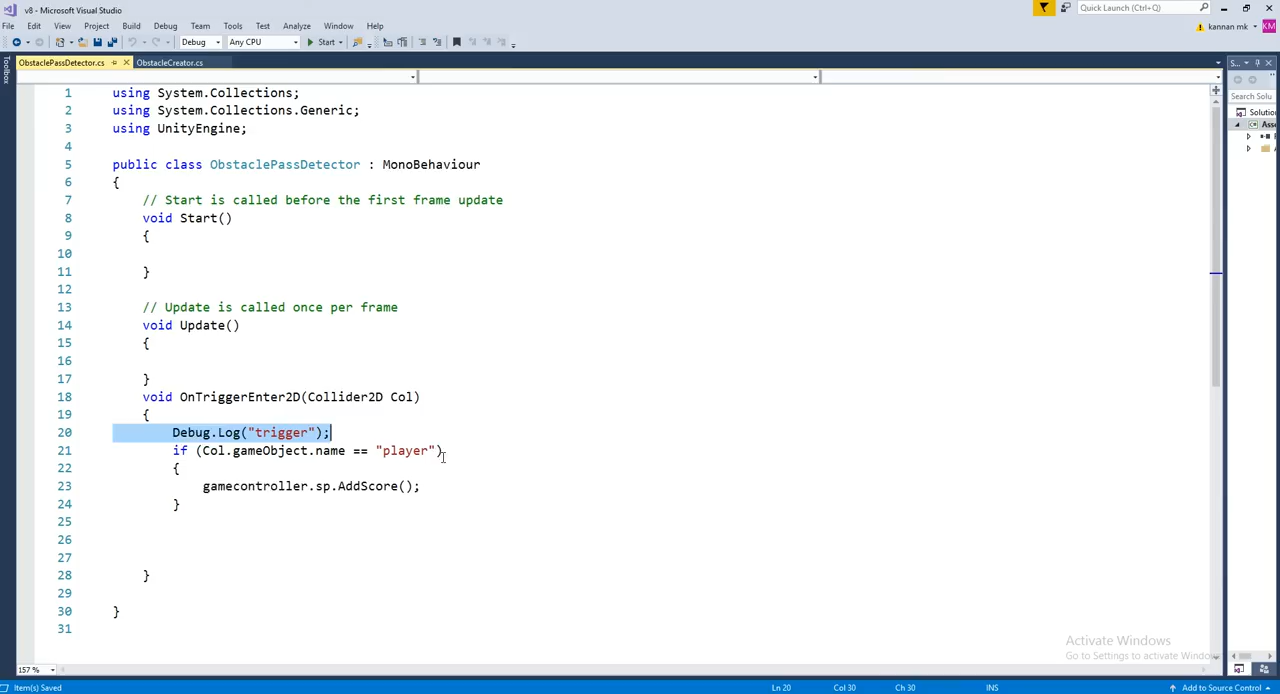 v8 - Microsoft Visual Studio
Quick Launch (Ctrl+Q)
File Edit View Project Build Debug Team Tools Test Analyze Window Help
kannan mk
KM
Debug Any CPU Start
ObstaclePassDetector.cs ObstacleCreator.cs
S...
Toolbox
Search Solu
Solution
Asse
1 using System.Collections;
2 using System.Collections.Generic;
3 using UnityEngine;
4
5 public class ObstaclePassDetector : MonoBehaviour
6 {
7 // Start is called before the first frame update
8 void Start()
9 {
10
11 }
12
13 // Update is called once per frame
14 void Update()
15 {
16
17 }
18 void OnTriggerEnter2D(Collider2D Col)
19 {
20 Debug.Log("trigger");
21 if (Col.gameObject.name == "player")
22 {
23 gamecontroller.sp.AddScore();
24 }
25
26
27
28 }
29
30 }
31
Activate Windows
Go to Settings to activate Windows
157 %
Item(s) Saved Ln 20 Col 30 Ch 30 INS Add to Source Control